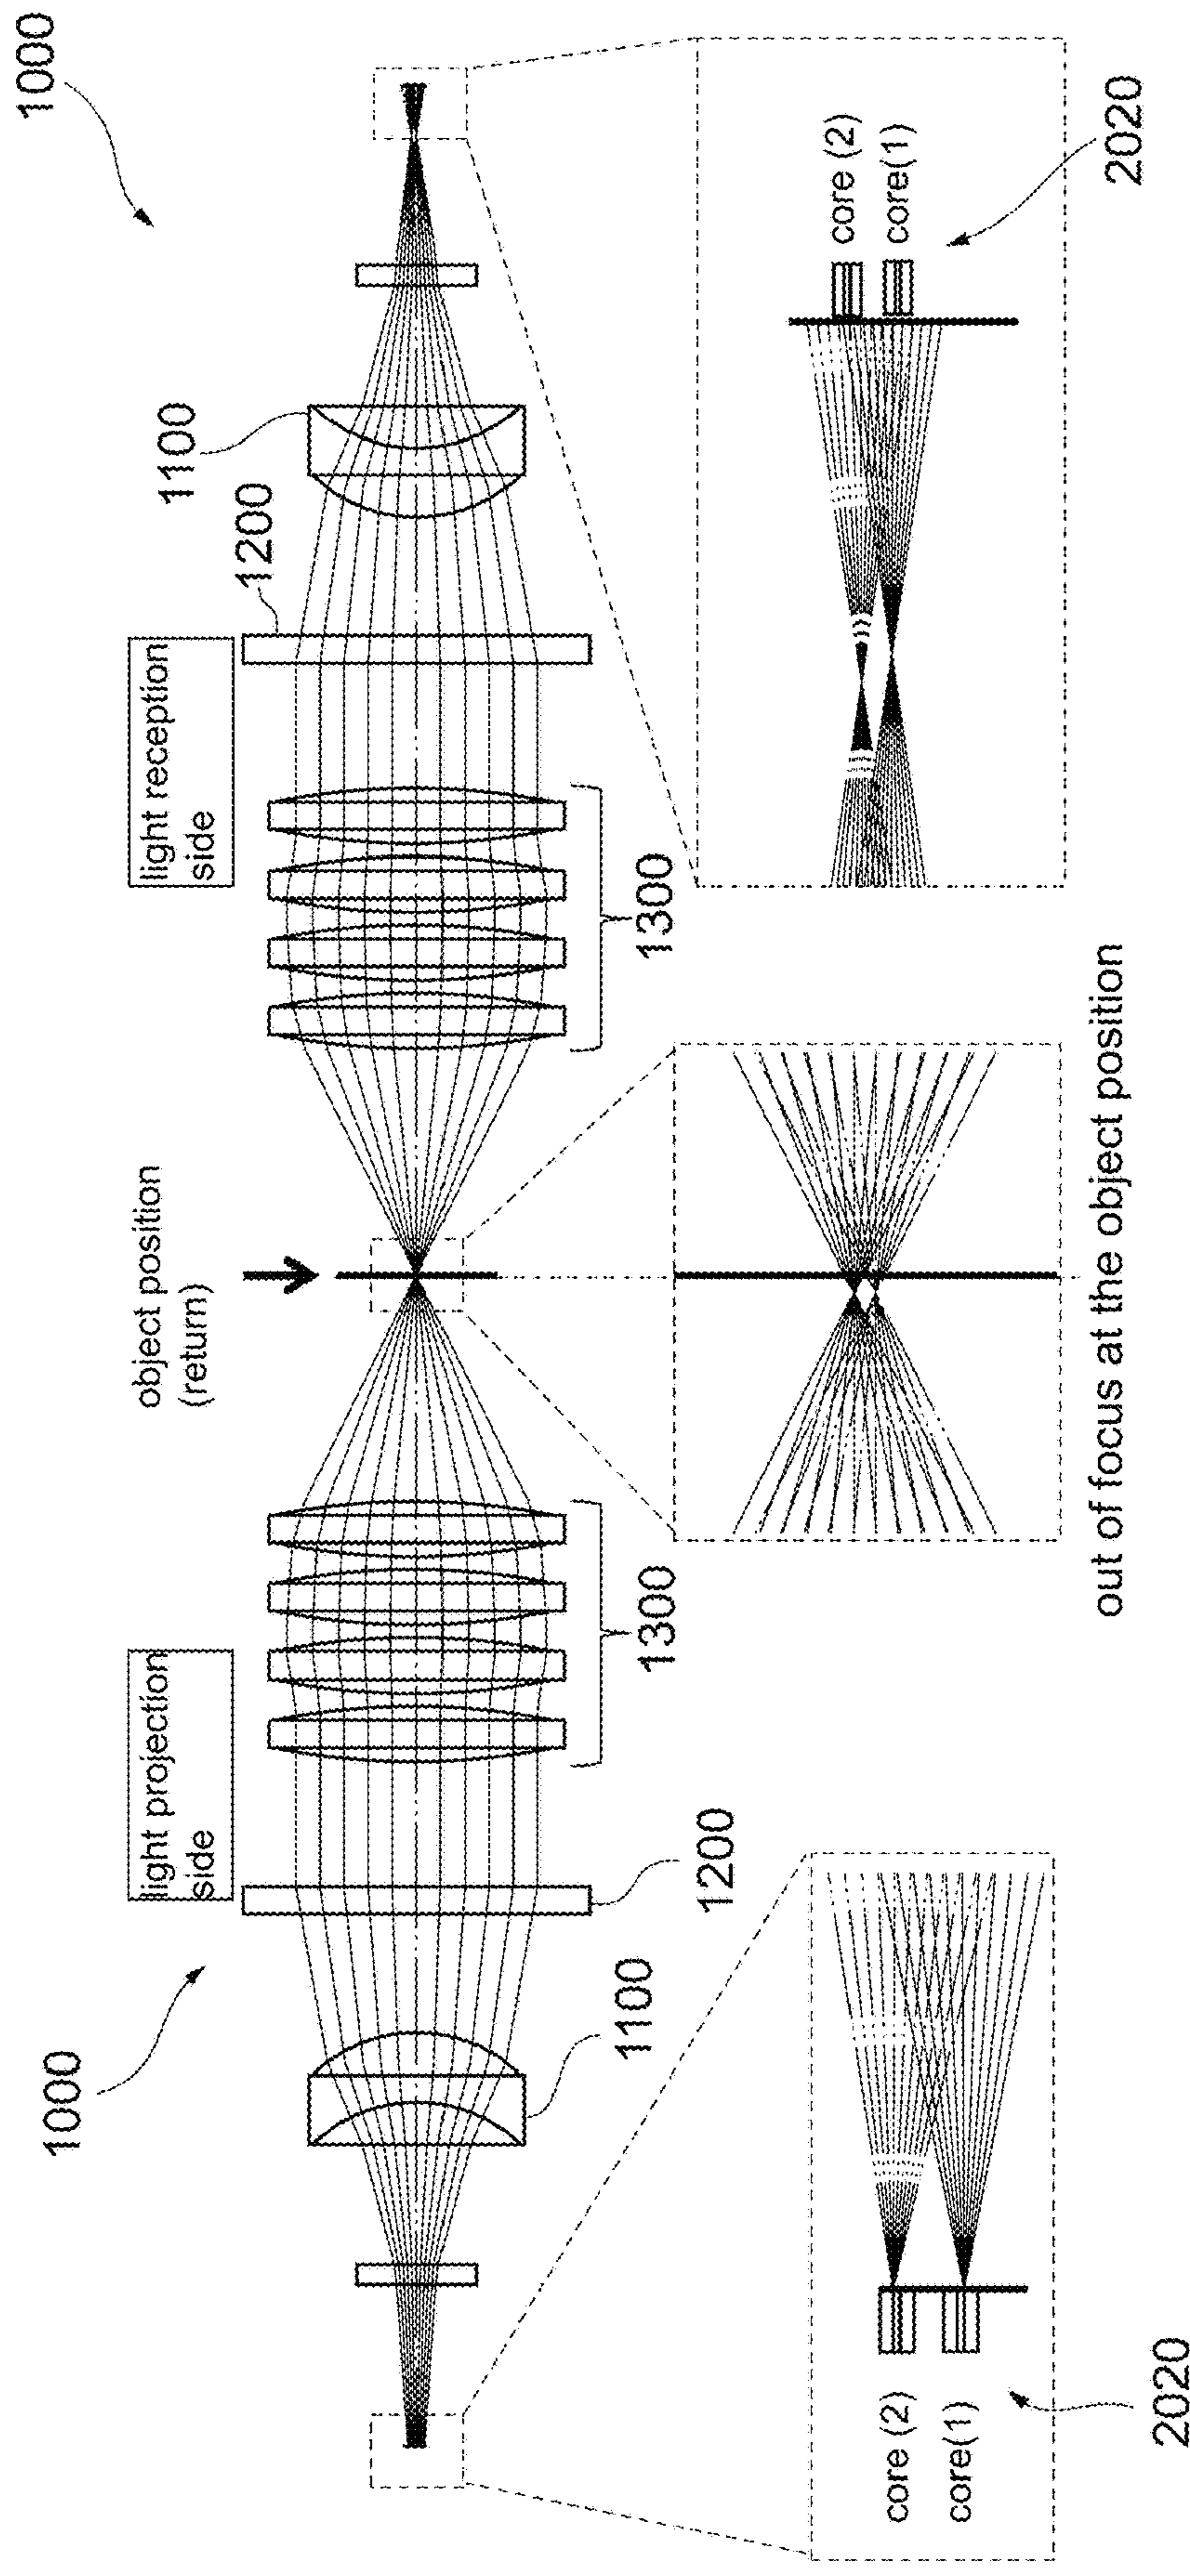 1000
1000
light projection
side
object position
(return)
light reception
side
1200
1100
1100
1200
1300
1300
core (2)
core(1)
2020
out of focus at the object position
core (2)
core(1)
2020